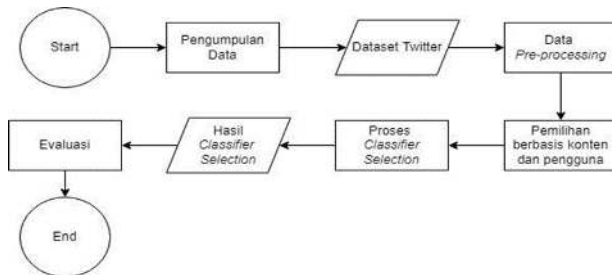 Start
Pengumpulan
Data
Dataset Twitter
Data
Pre-processing
Pemilihan
berbasis konten
dan pengguna
Proses
Classifier
Selection
Hasil
Classifier
Selection
Evaluasi
End